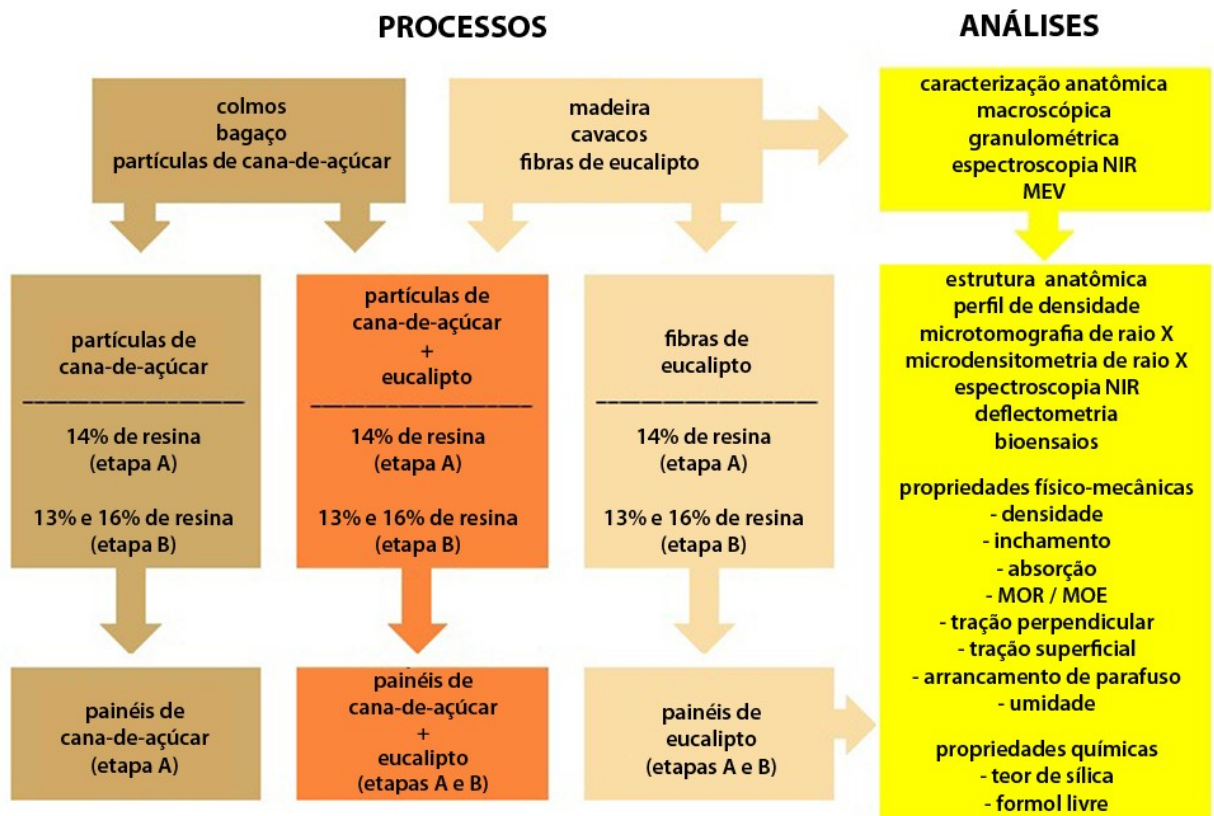 PROCESSOS
ANÁLISES
colmos
bagaço
partículas de cana-de-açúcar
madeira
cavacos
fibras de eucalipto
caracterização anatômica
macroscópica
granulométrica
espectroscopia NIR
MEV
partículas de
cana-de-açúcar
14% de resina
(etapa A)
13% e 16% de resina
(etapa B)
partículas de
cana-de-açúcar
+
eucalipto
14% de resina
(etapa A)
13% e 16% de resina
(etapa B)
fibras de
eucalipto
14% de resina
(etapa A)
13% e 16% de resina
(etapa B)
estrutura anatômica
perfil de densidade
microtomografia de raio X
microdensitometria de raio X
espectroscopia NIR
deflectometria
bioensaios
propriedades físico-mecânicas
- densidade
- inchamento
- absorção
- MOR / MOE
- tração perpendicular
- tração superficial
- arrancamento de parafuso
- umidade
propriedades químicas
- teor de sílica
- formol livre
painéis de
cana-de-açúcar
(etapa A)
painéis de
cana-de-açúcar
+
eucalipto
(etapas A e B)
painéis de
eucalipto
(etapas A e B)